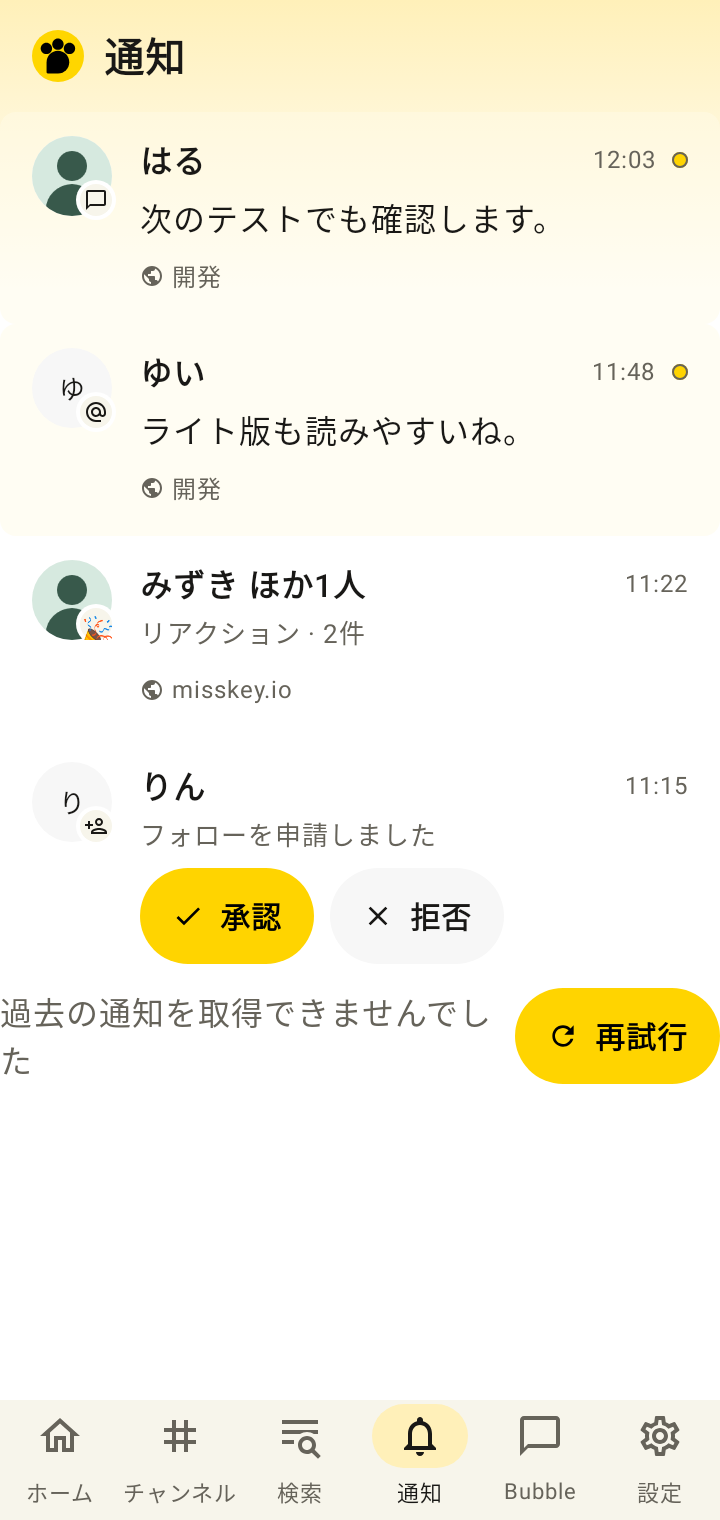 通知
はる 12:03
次のテストでも確認します。
開発
ゆ
ゆい 11:48
ライト版も読みやすいね。
開発
みずき ほか1人 11:22
リアクション · 2件
misskey.io
り
りん 11:15
フォローを申請しました
承認 拒否
過去の通知を取得できませんでし
た
再試行
ホーム チャンネル 検索 通知 Bubble 設定